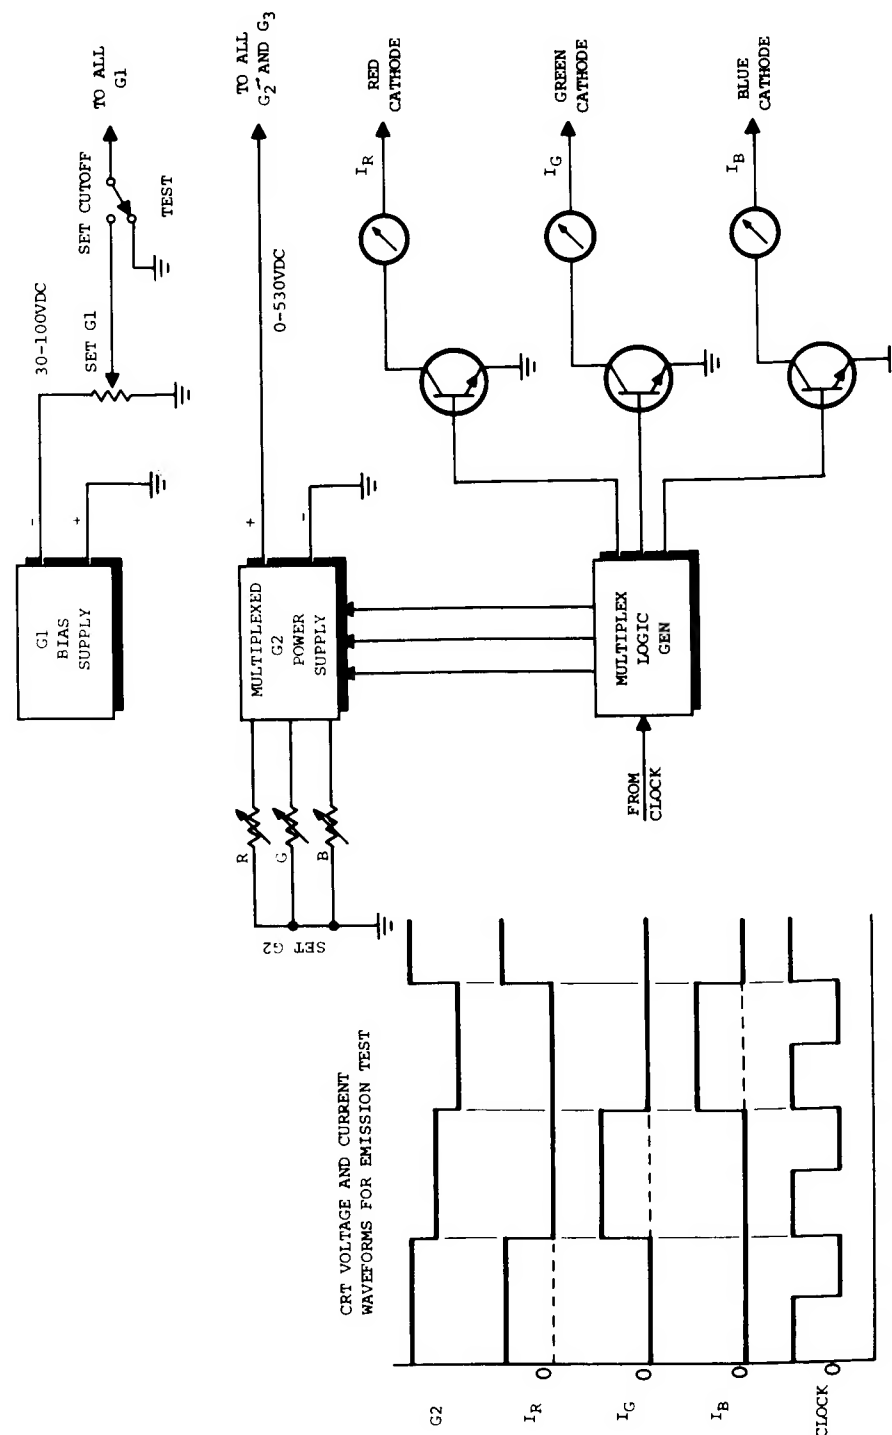 G1
BIAS
SUPPLY
-
+
30-100VDC
SET G1
SET CUTOFF
TEST
TO ALL
G1
MULTIPLEXED
G2
POWER
SUPPLY
+
-
0-530VDC
TO ALL
G2 AND G3
R
G
B
SET G2
MULTIPLEX
LOGIC
GEN
FROM
CLOCK
IR
RED
CATHODE
IG
GREEN
CATHODE
IB
BLUE
CATHODE
CRT VOLTAGE AND CURRENT
WAVEFORMS FOR EMISSION TEST
G2
IR
0
IG
0
IB
0
CLOCK
0